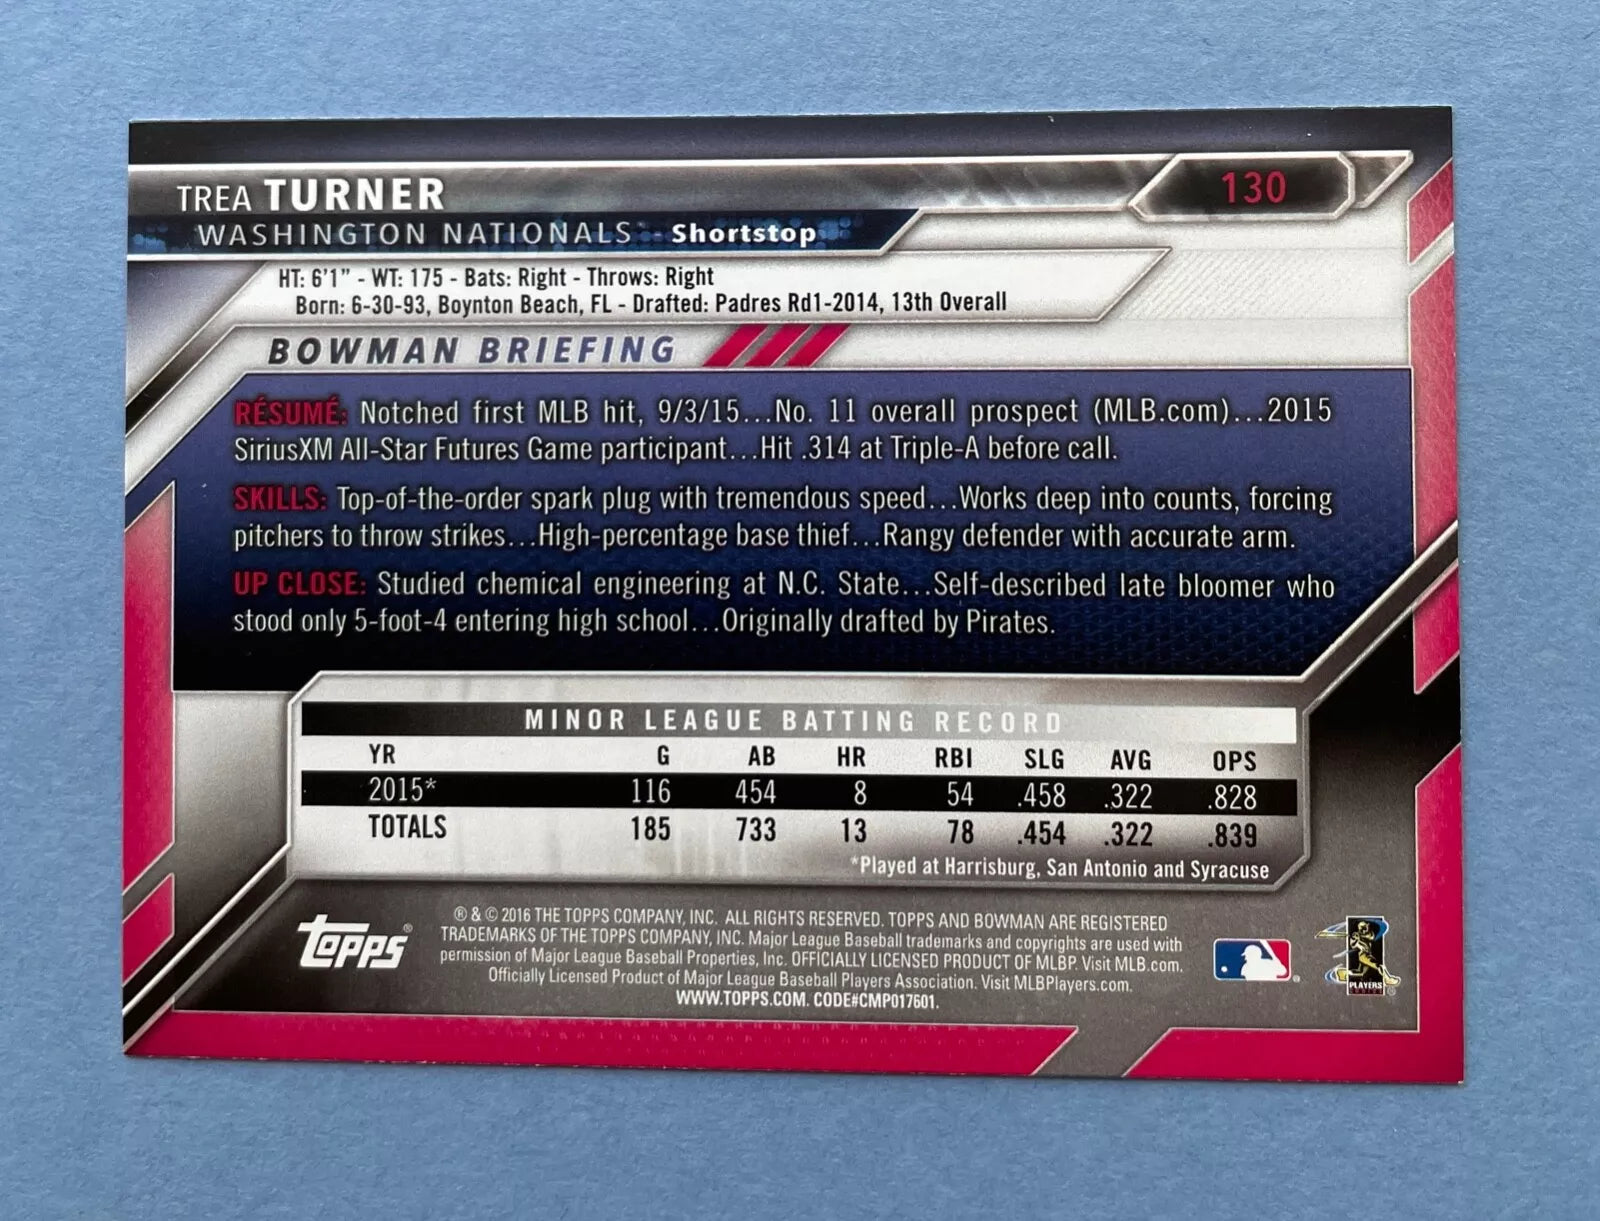 TREA TURNER
130
WASHINGTON NATIONALS - Shortstop
HT: 6'1" - WT: 175 - Bats: Right - Throws: Right
Born: 6-30-93, Boynton Beach, FL - Drafted: Padres Rd1-2014, 13th Overall
BOWMAN BRIEFING
RÉSUMÉ: Notched first MLB hit, 9/3/15...No. 11 overall prospect (MLB.com)...2015
SiriusXM All-Star Futures Game participant...Hit .314 at Triple-A before call.
SKILLS: Top-of-the-order spark plug with tremendous speed...Works deep into counts, forcing
pitchers to throw strikes...High-percentage base thief...Rangy defender with accurate arm.
UP CLOSE: Studied chemical engineering at N.C. State...Self-described late bloomer who
stood only 5-foot-4 entering high school...Originally drafted by Pirates.
MINOR LEAGUE BATTING RECORD
YR G AB HR RBI SLG AVG OPS
2015* 116 454 8 54 .458 .322 .828
TOTALS 185 733 13 78 .454 .322 .839
*Played at Harrisburg, San Antonio and Syracuse
Topps®
® & © 2016 THE TOPPS COMPANY, INC. ALL RIGHTS RESERVED. TOPPS AND BOWMAN ARE REGISTERED
TRADEMARKS OF THE TOPPS COMPANY, INC. Major League Baseball trademarks and copyrights are used with
permission of Major League Baseball Properties, Inc. OFFICIALLY LICENSED PRODUCT OF MLBP. Visit MLB.com.
Officially Licensed Product of Major League Baseball Players Association. Visit MLBPlayers.com.
WWW.TOPPS.COM. CODE#CMP017601.
PLAYERS